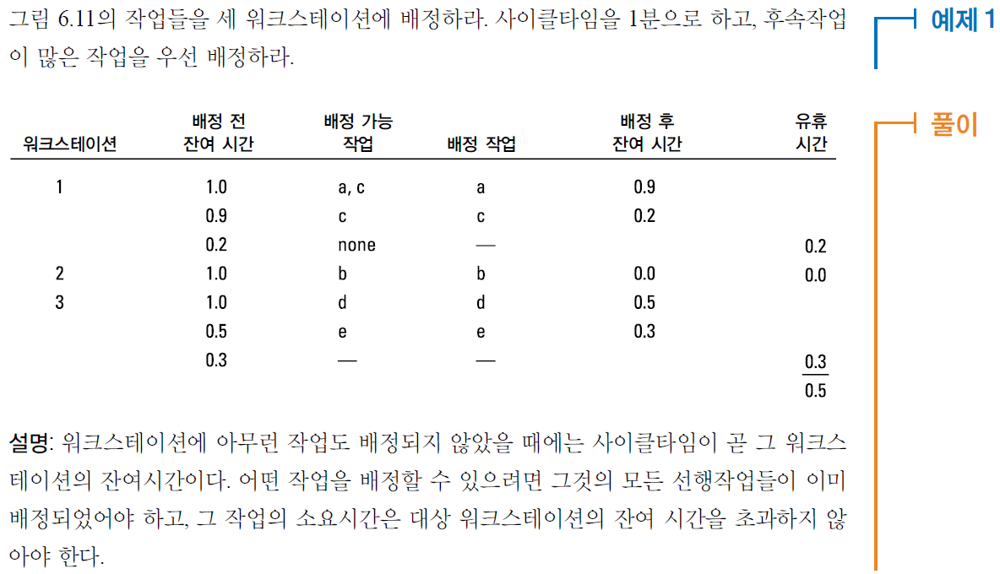 그림 6.11의 작업들을 세 워크스테이션에 배정하라. 사이클타임을 1분으로 하고, 후속작업
이 많은 작업을 우선 배정하라.
예제 1
풀이
워크스테이션 배정 전 잔여 시간 배정 가능 작업 배정 작업 배정 후 잔여 시간 유휴 시간
1 1.0 a, c a 0.9
0.9 c c 0.2
0.2 none — 0.2
2 1.0 b b 0.0 0.0
3 1.0 d d 0.5
0.5 e e 0.3
0.3 — — 0.3
0.5
설명: 워크스테이션에 아무런 작업도 배정되지 않았을 때에는 사이클타임이 곧 그 워크스
테이션의 잔여시간이다. 어떤 작업을 배정할 수 있으려면 그것의 모든 선행작업들이 이미
배정되었어야 하고, 그 작업의 소요시간은 대상 워크스테이션의 잔여 시간을 초과하지 않
아야 한다.